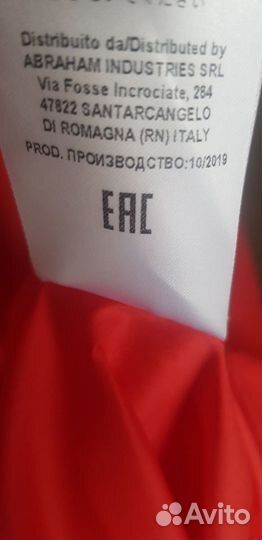 Distribuito da/Distributed by
ABRAHAM INDUSTRIES SRL
Via Fosse Incrociate, 284
47822 SANTARCANGELO
DI ROMAGNA (RN) ITALY
PROD. ПРОИЗВОДСТВО:10/2019
EAC
Avito